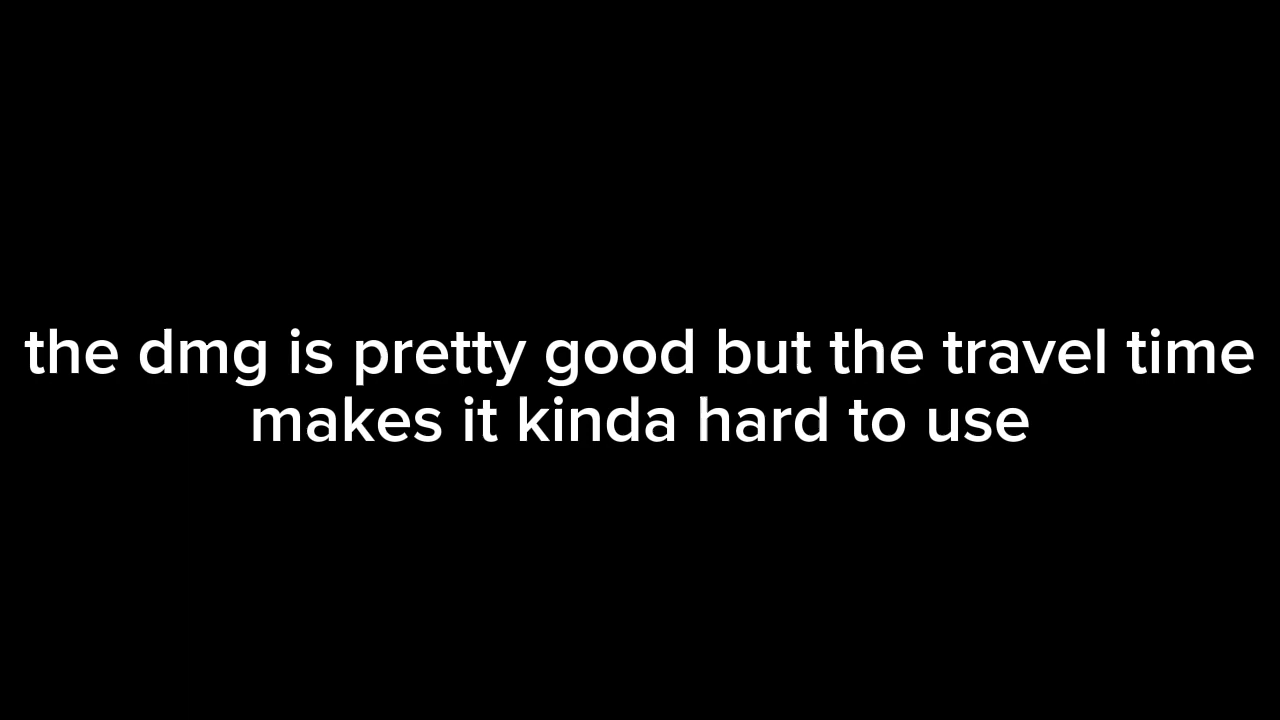 the dmg is pretty good but the travel time
makes it kinda hard to use